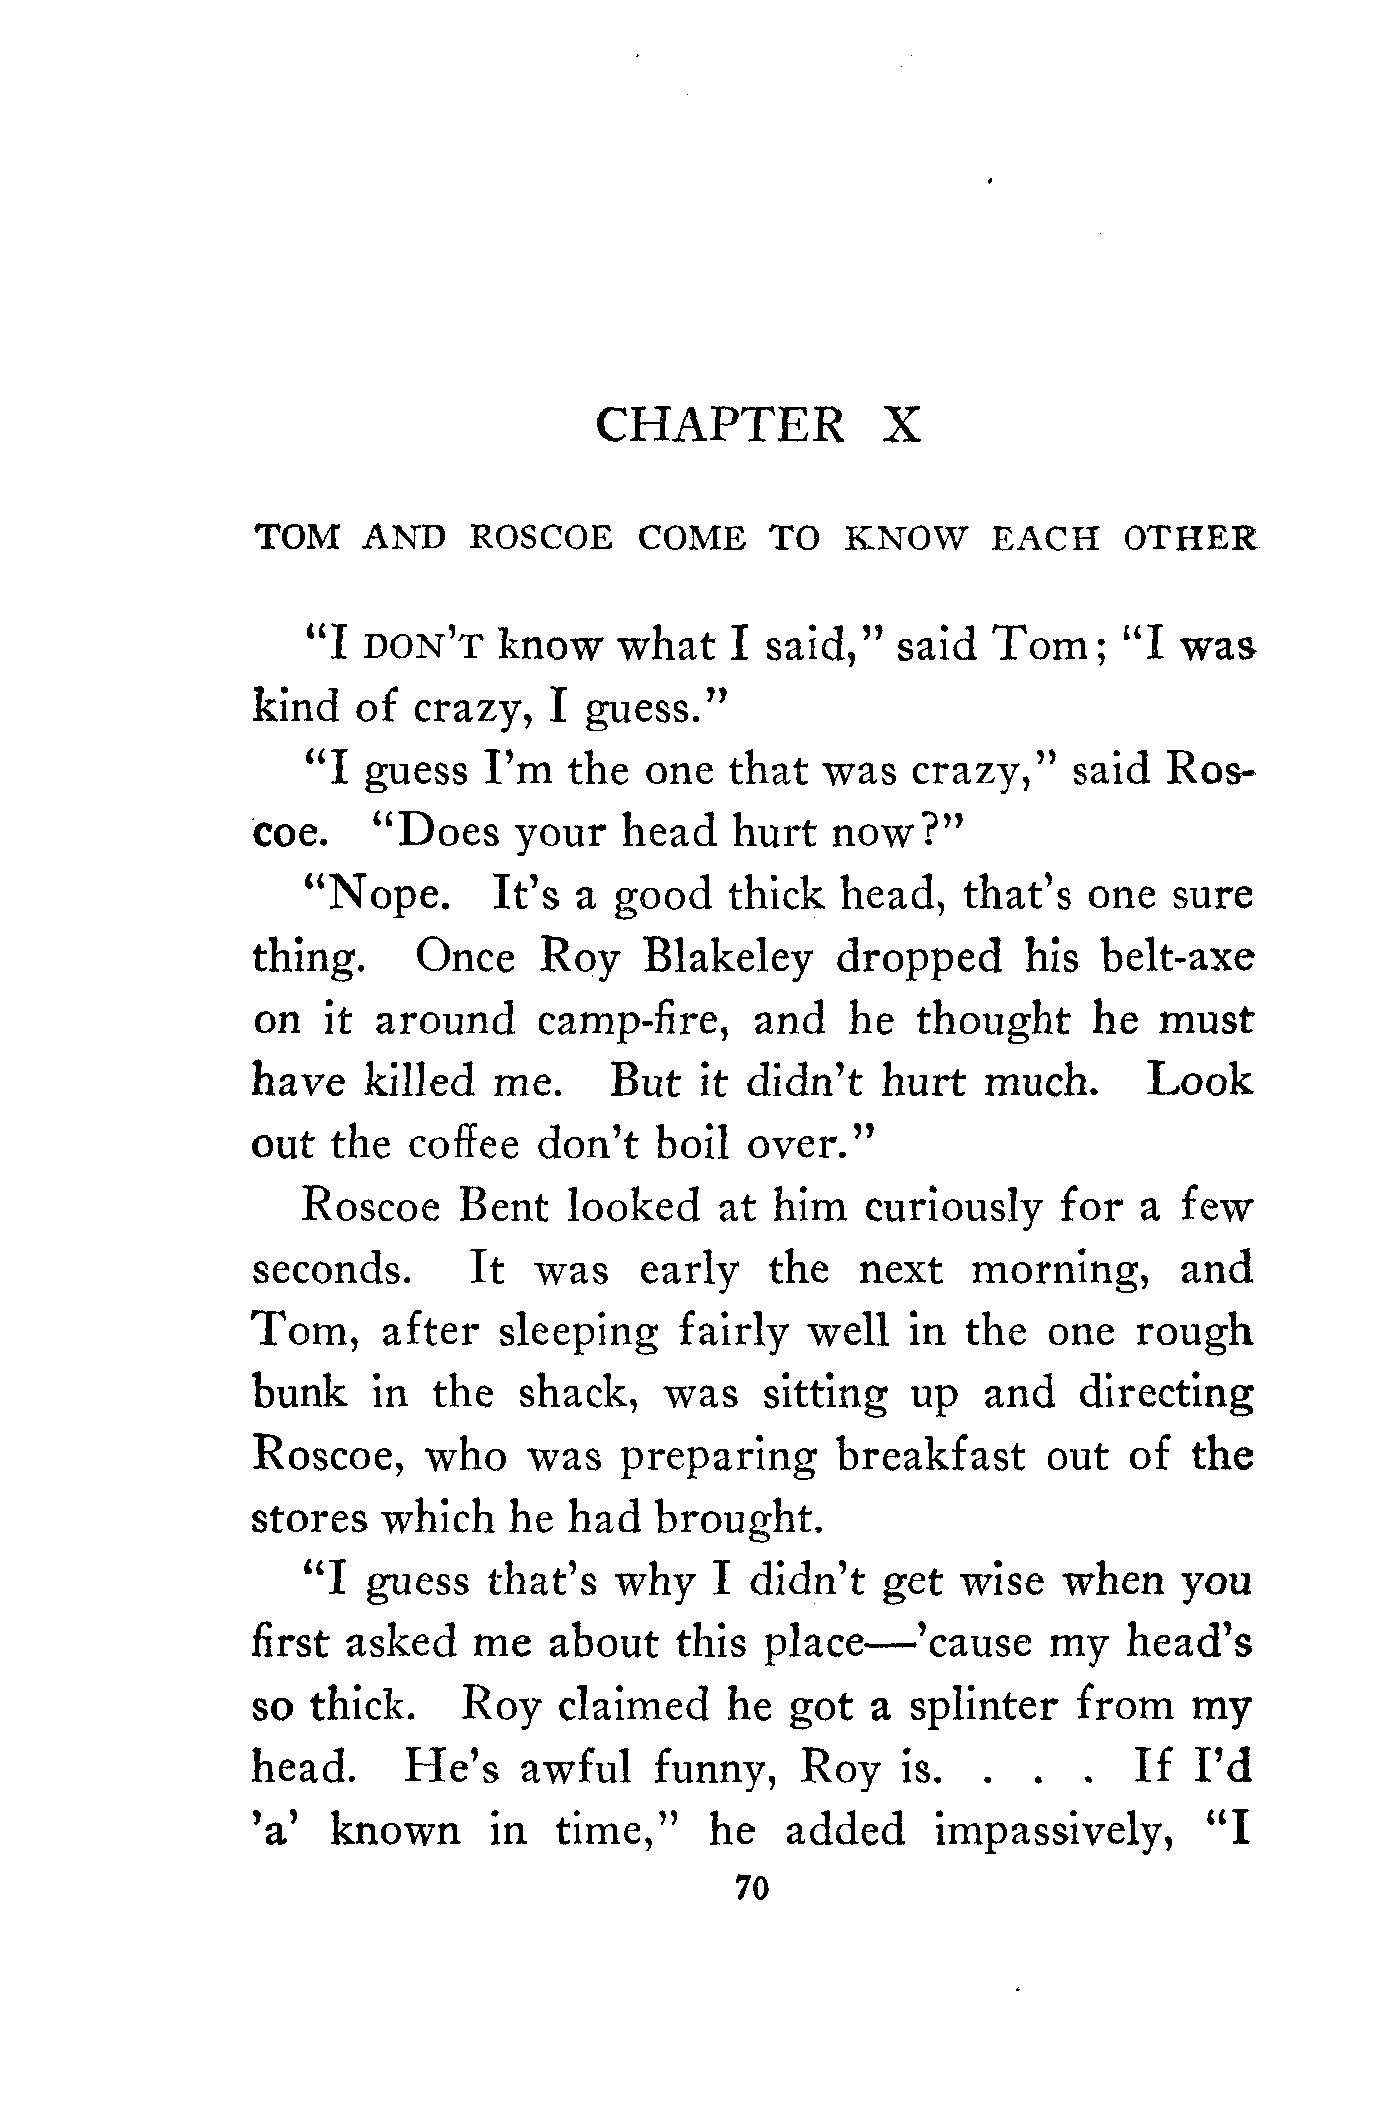 CHAPTER X
TOM AND ROSCOE COME TO KNOW EACH OTHER
"I DON'T know what I said," said Tom; "I was
kind of crazy, I guess."
"I guess I'm the one that was crazy," said Ros-
coe. "Does your head hurt now?"
"Nope. It's a good thick head, that's one sure
thing. Once Roy Blakeley dropped his belt-axe
on it around camp-fire, and he thought he must
have killed me. But it didn't hurt much. Look
out the coffee don't boil over."
Roscoe Bent looked at him curiously for a few
seconds. It was early the next morning, and
Tom, after sleeping fairly well in the one rough
bunk in the shack, was sitting up and directing
Roscoe, who was preparing breakfast out of the
stores which he had brought.
"I guess that's why I didn't get wise when you
first asked me about this place—'cause my head's
so thick. Roy claimed he got a splinter from my
head. He's awful funny, Roy is. . . . If I'd
'a' known in time," he added impassively, "I
70